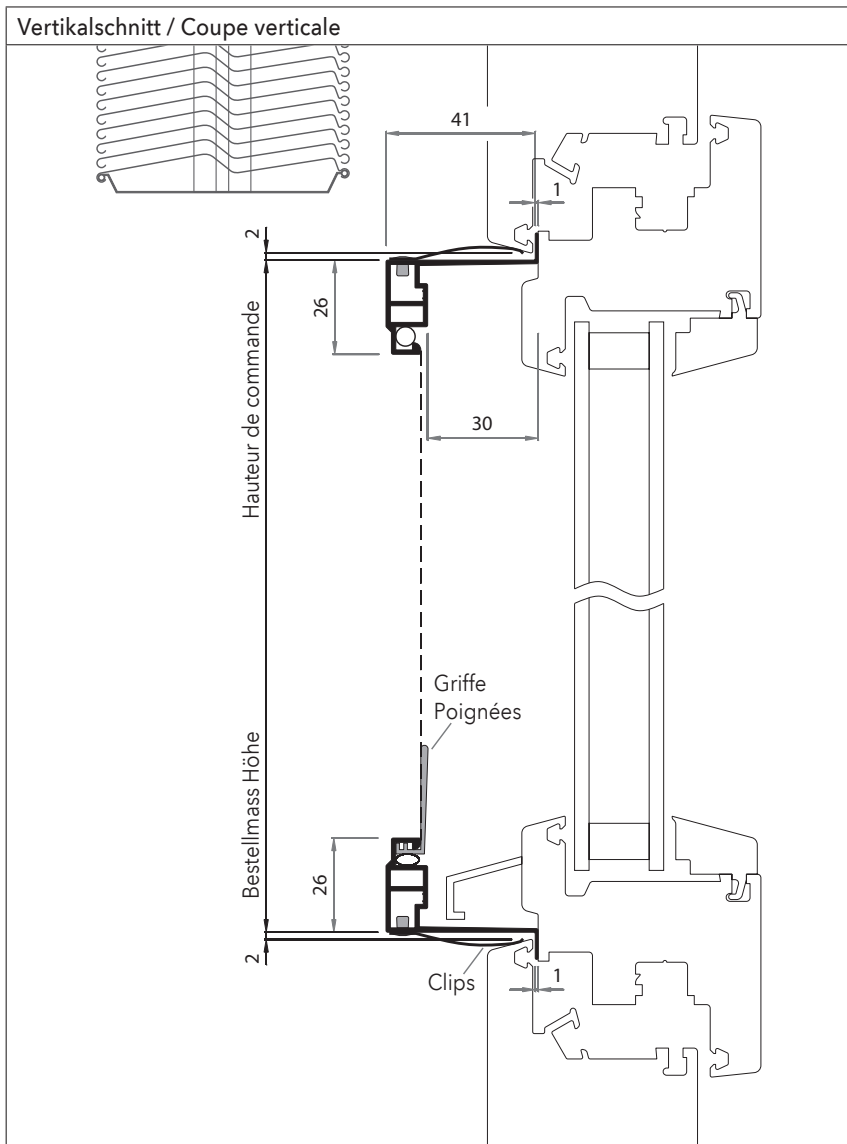 Vertikalschnitt / Coupe verticale
41
1
2
26
30
Hauteur de commande
Griffe
Poignées
Bestellmass Höhe
26
2
Clips
1